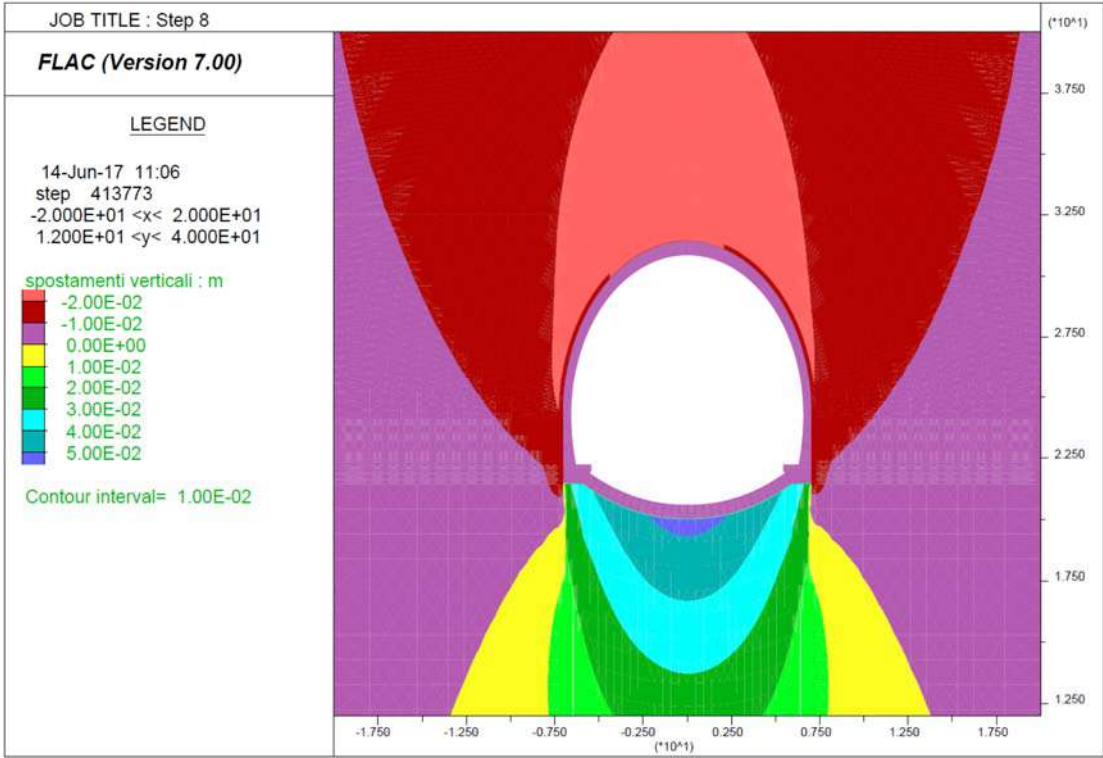 JOB TITLE : Step 8
FLAC (Version 7.00)
LEGEND
14-Jun-17 11:06
step 413773
-2.000E+01 <x< 2.000E+01
1.200E+01 <y< 4.000E+01
spostamenti verticali : m
-2.00E-02
-1.00E-02
0.00E+00
1.00E-02
2.00E-02
3.00E-02
4.00E-02
5.00E-02
Contour interval= 1.00E-02
(*10^1)
3.750
3.250
2.750
2.250
1.750
1.250
-1.750 -1.250 -0.750 -0.250 0.250 0.750 1.250 1.750
(*10^1)